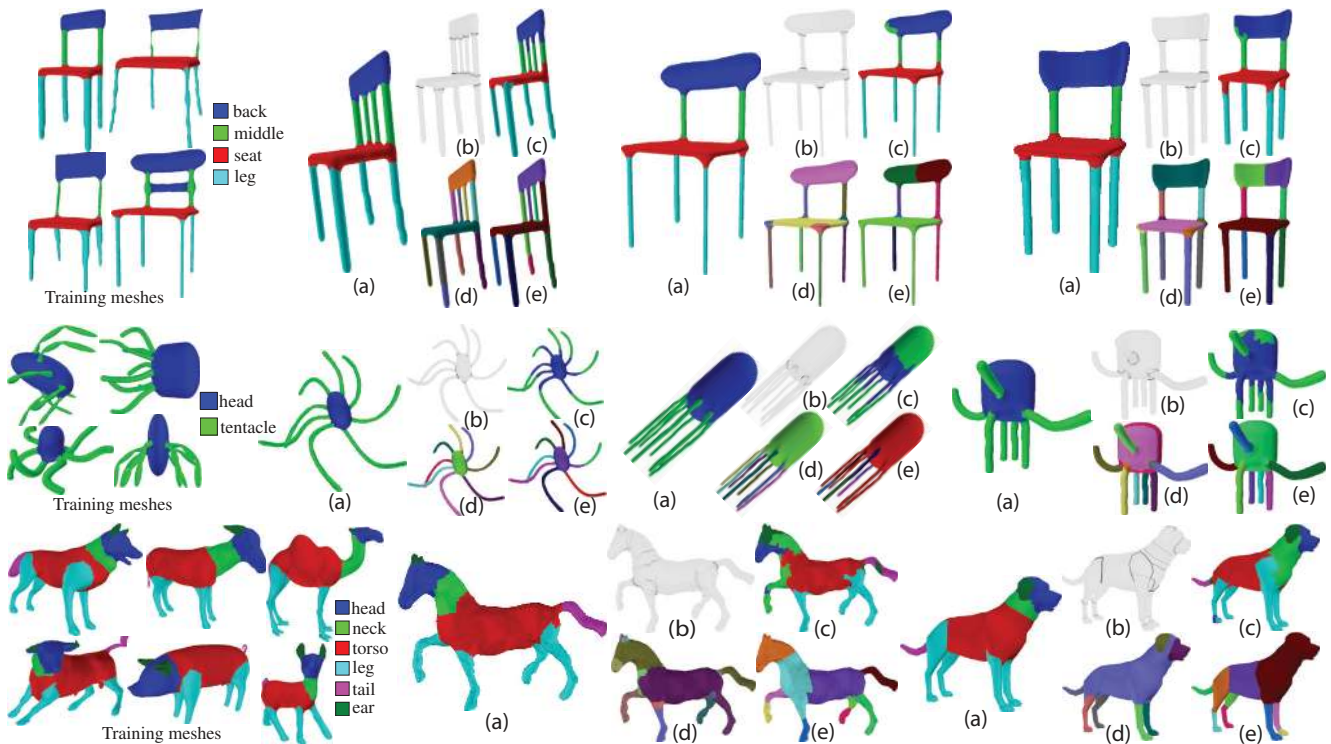 back
middle
seat
leg
Training meshes
(a)
(b)
(c)
(d)
(e)
(a)
(b)
(c)
(d)
(e)
(a)
(b)
(c)
(d)
(e)
head
tentacle
Training meshes
(a)
(b)
(c)
(d)
(e)
(a)
(b)
(c)
(d)
(e)
(a)
(b)
(c)
(d)
(e)
head
neck
torso
leg
tail
ear
Training meshes
(a)
(b)
(c)
(d)
(e)
(a)
(b)
(c)
(d)
(e)